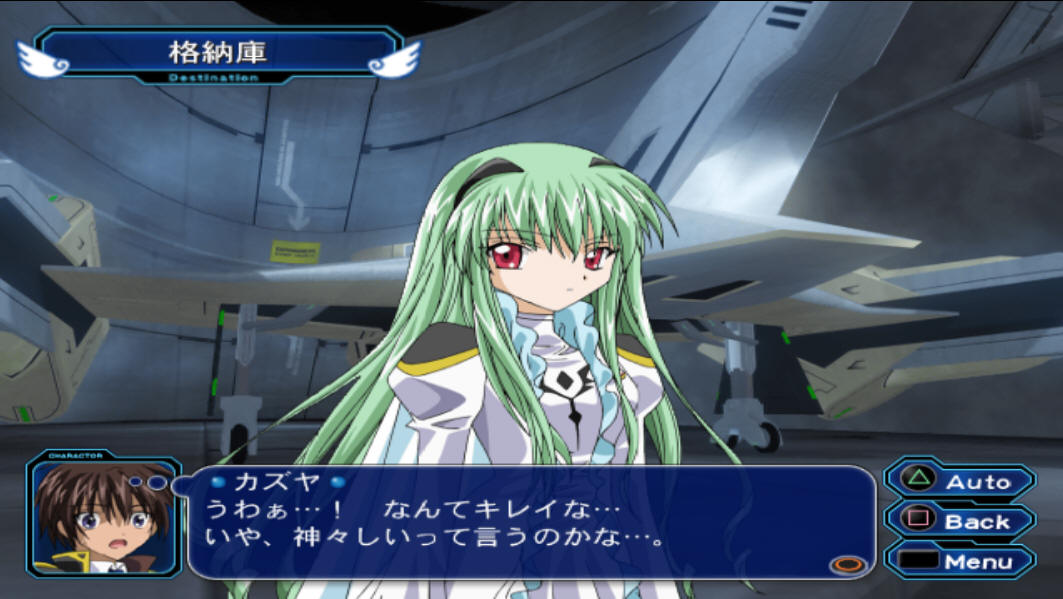 格納庫
Destination
CHARACTOR
カズヤ
うわぁ…！　なんてキレイな…
いや、神々しいって言うのかな…。
Auto
Back
Menu